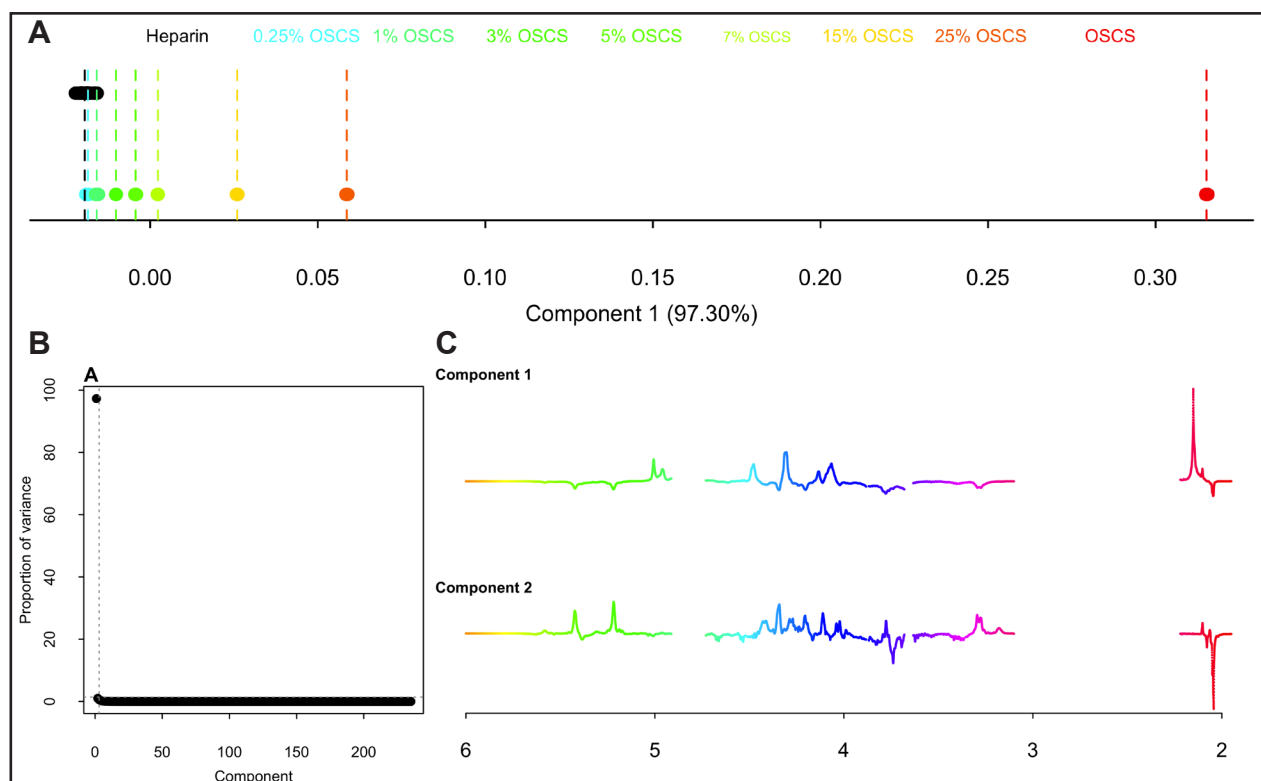 A
Heparin 0.25% OSCS 1% OSCS 3% OSCS 5% OSCS 7% OSCS 15% OSCS 25% OSCS OSCS
0.00 0.05 0.10 0.15 0.20 0.25 0.30
Component 1 (97.30%)
B
A
Proportion of variance
100
80
60
40
20
0
0 50 100 150 200
Component
C
Component 1
Component 2
6 5 4 3 2